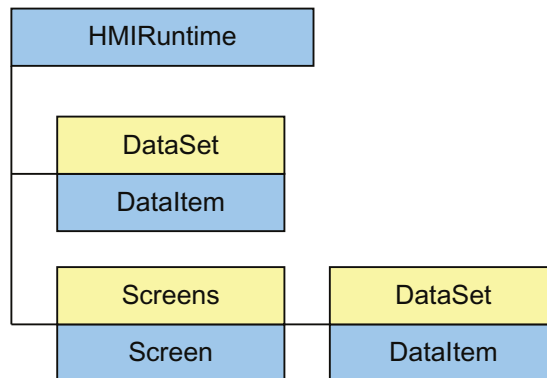 HMIRuntime
DataSet
DataItem
Screens
DataSet
Screen
DataItem